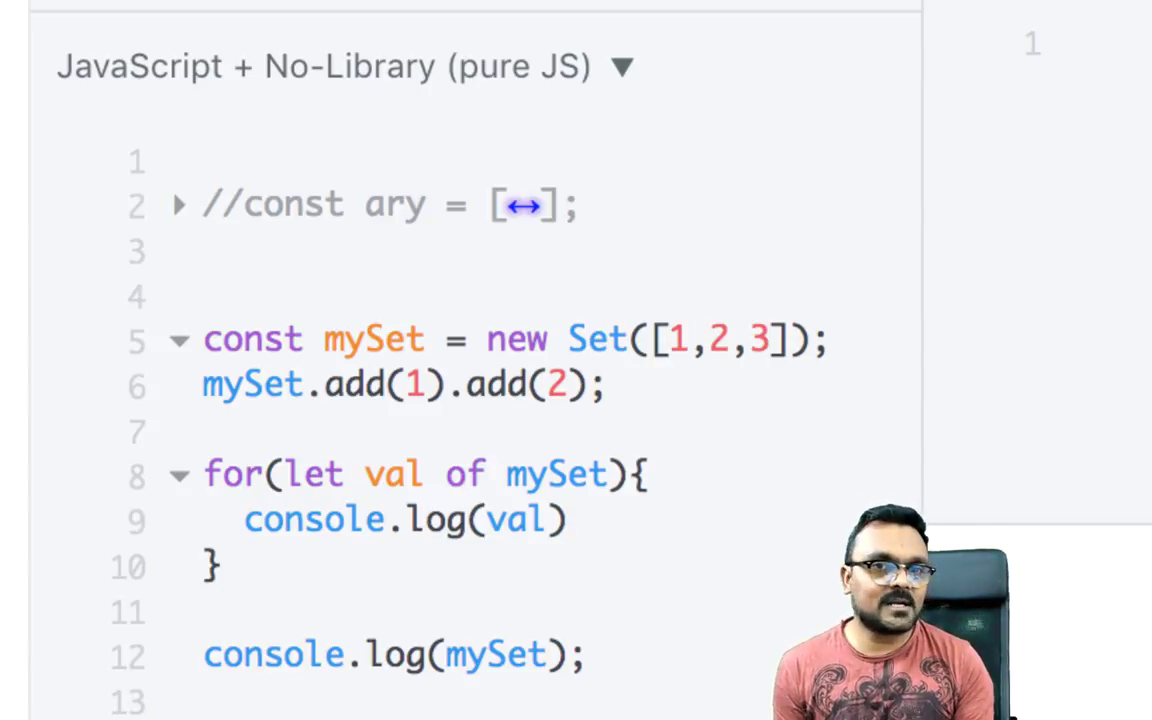 JavaScript + No-Library (pure JS) ▼
1
1
2 //const ary = [↔];
3
4
5 const mySet = new Set([1,2,3]);
6 mySet.add(1).add(2);
7
8 for(let val of mySet){
9 console.log(val)
10 }
11
12 console.log(mySet);
13